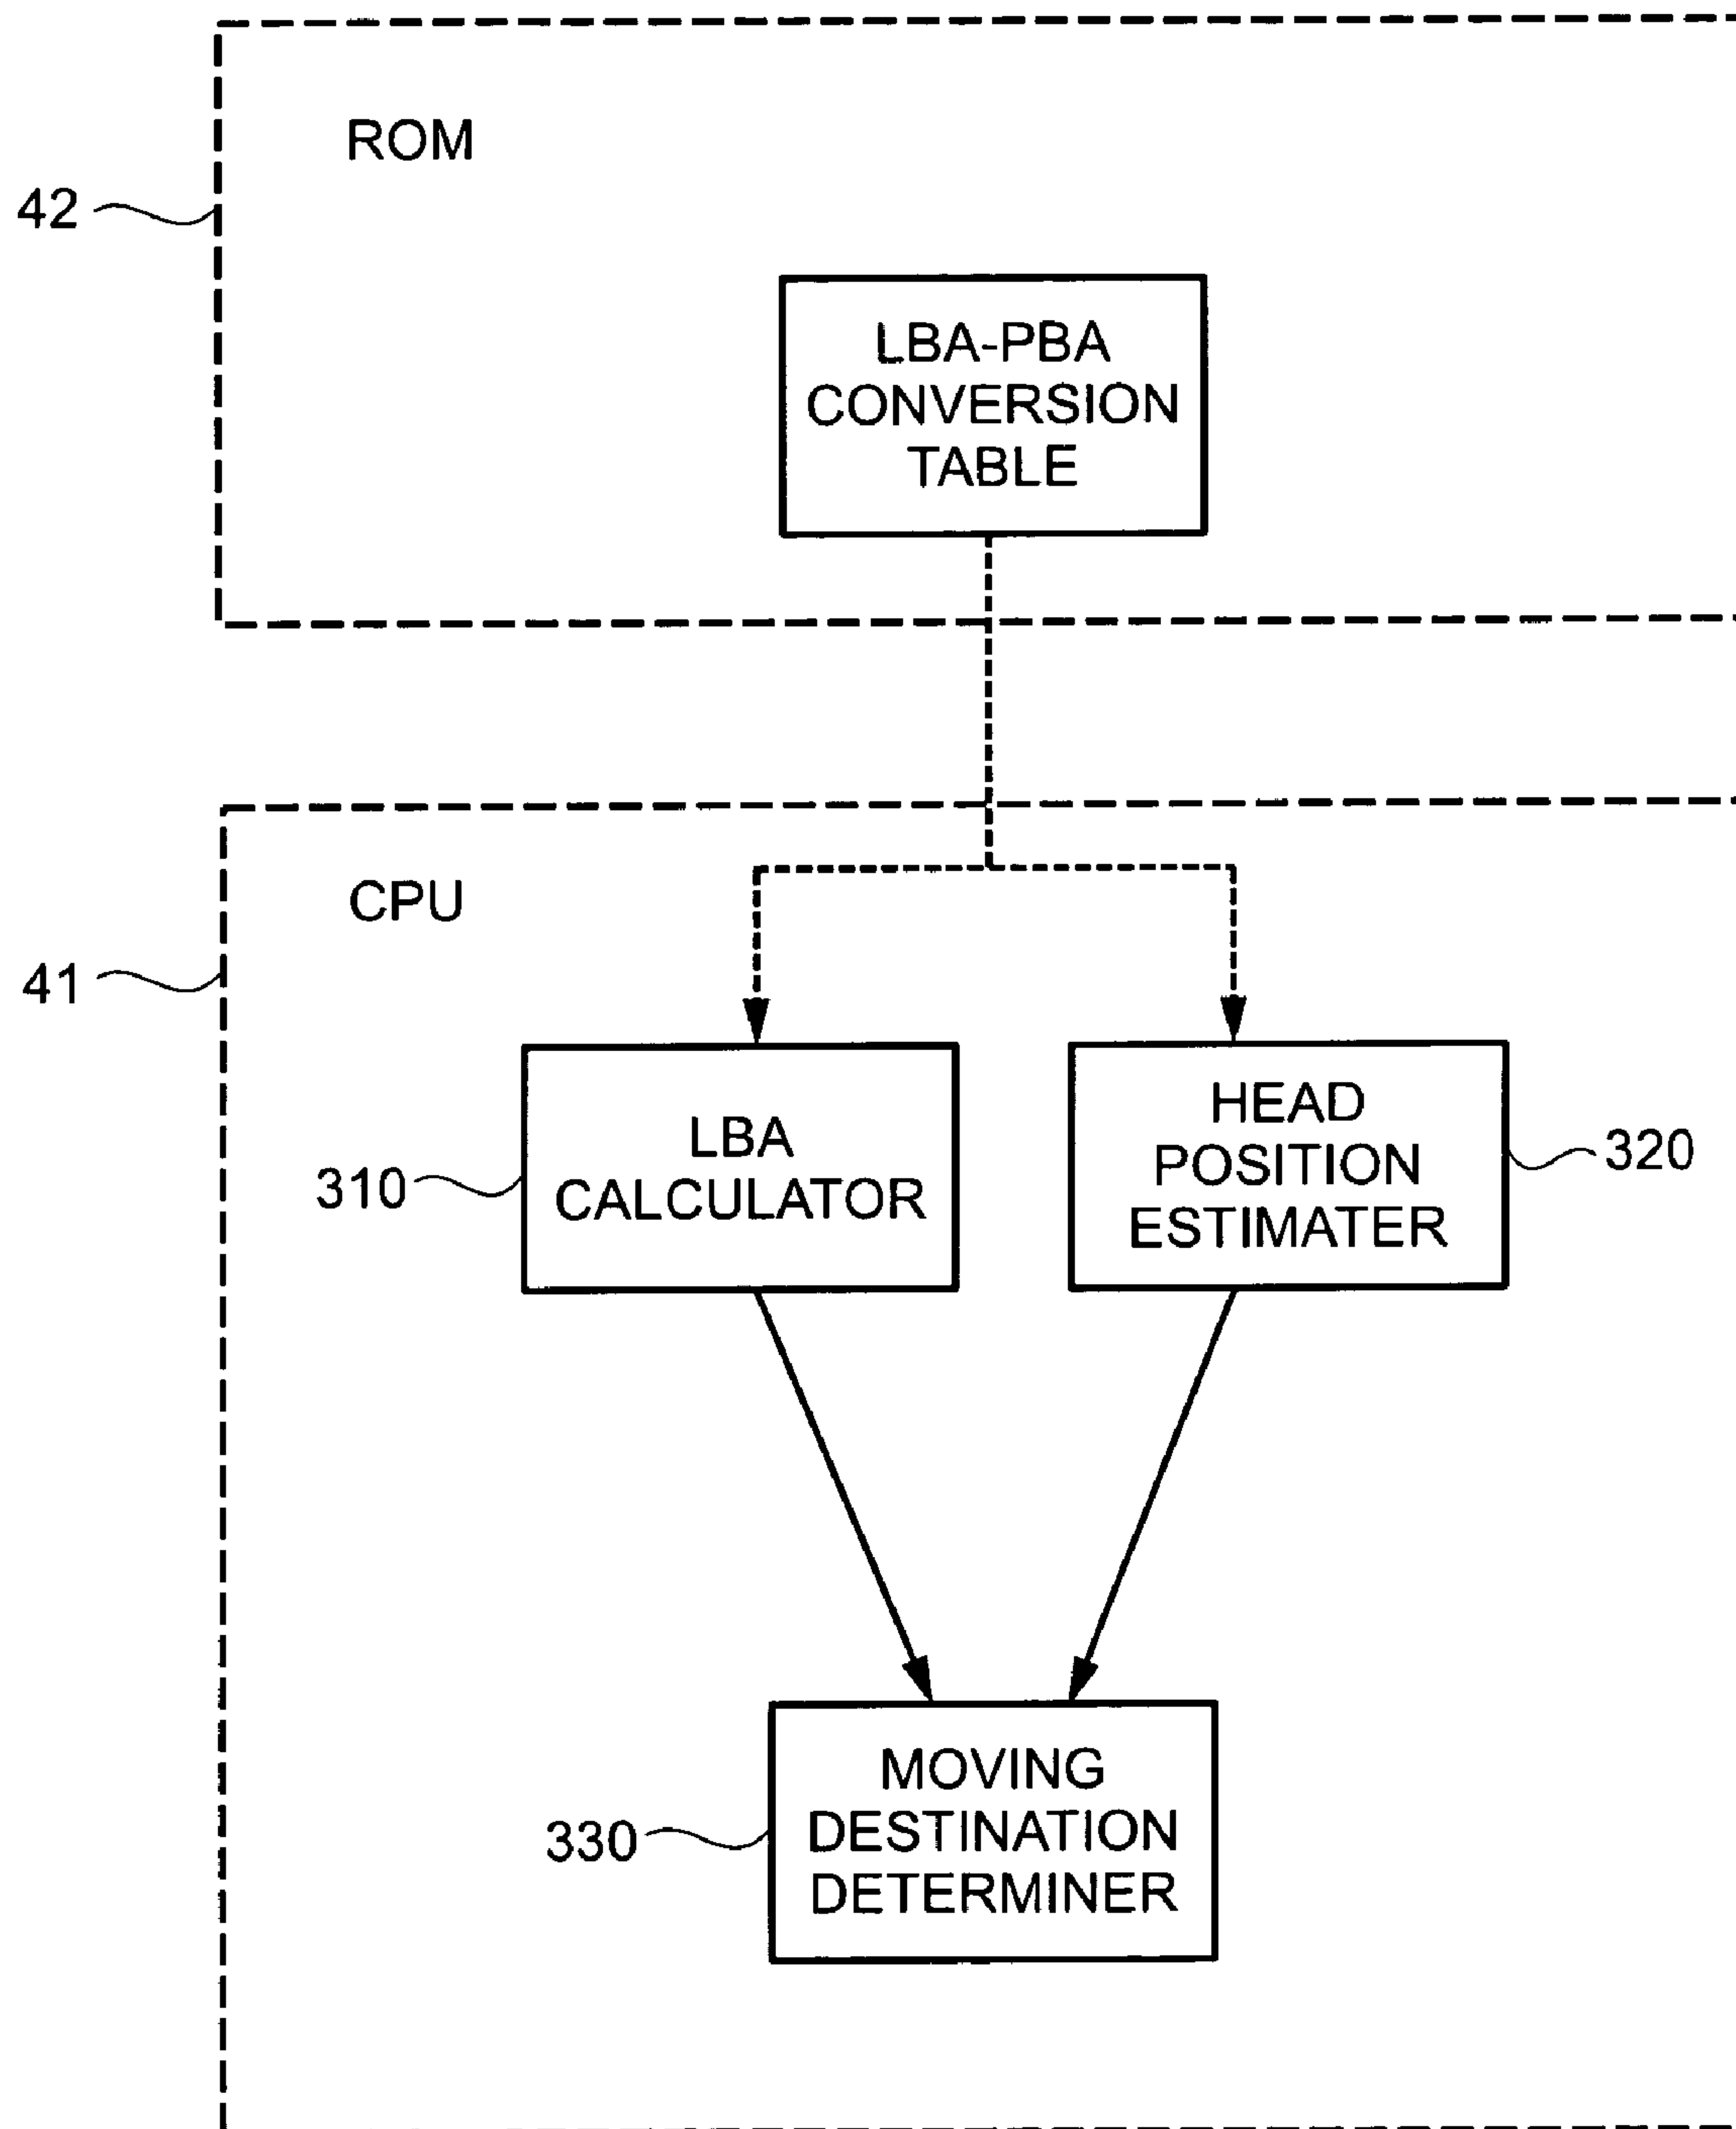 ROM
42
LBA-PBA
CONVERSION
TABLE
CPU
41
LBA
CALCULATOR
310
HEAD
POSITION
ESTIMATER
320
MOVING
DESTINATION
DETERMINER
330